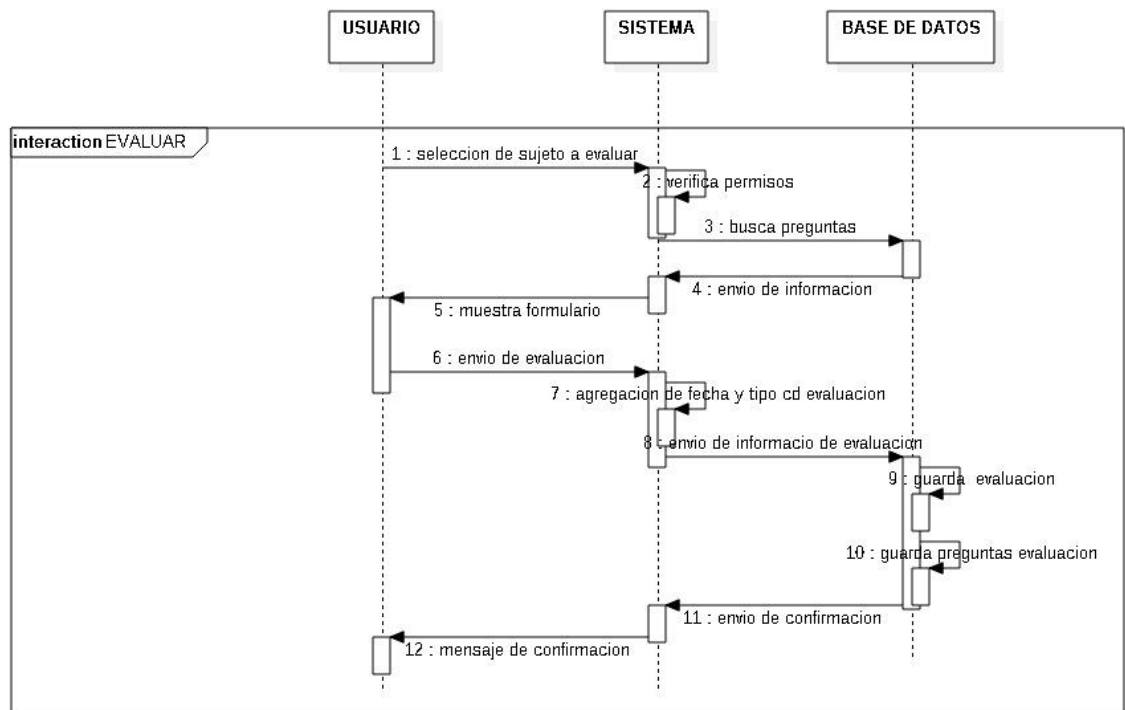 USUARIO
SISTEMA
BASE DE DATOS
interaction EVALUAR
1 : seleccion de sujeto a evaluar
2 : verifica permisos
3 : busca preguntas
4 : envio de informacion
5 : muestra formulario
6 : envio de evaluacion
7 : agregacion de fecha y tipo cd evaluacion
8 : envio de informacio de evaluacion
9 : guarda evaluacion
10 : guarda preguntas evaluacion
11 : envio de confirmacion
12 : mensaje de confirmacion